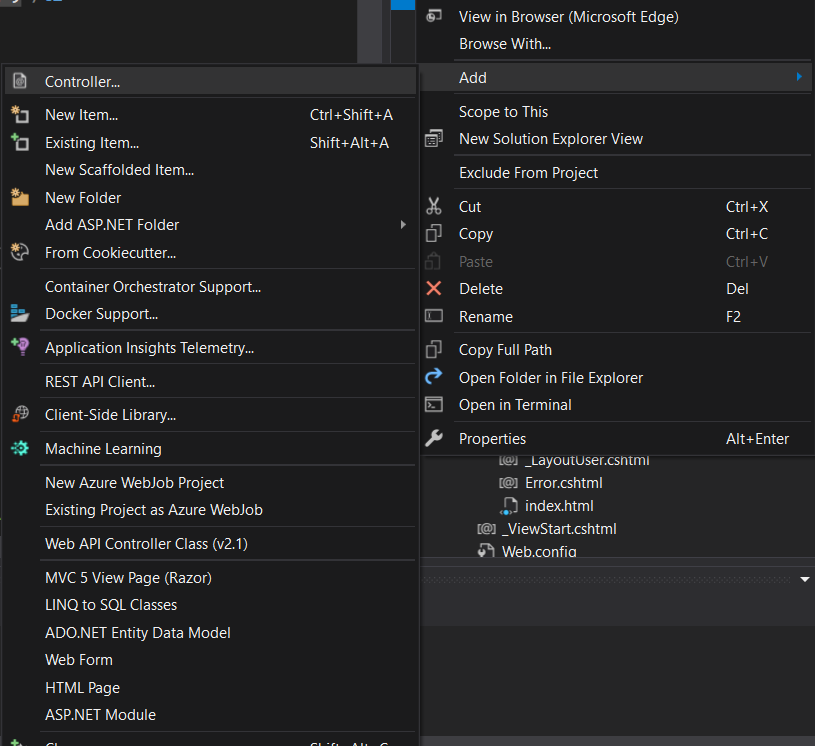 View in Browser (Microsoft Edge)
Browse With...
Add
Scope to This
New Solution Explorer View
Exclude From Project
Cut Ctrl+X
Copy Ctrl+C
Paste Ctrl+V
Delete Del
Rename F2
Copy Full Path
Open Folder in File Explorer
Open in Terminal
Properties Alt+Enter
Controller...
New Item... Ctrl+Shift+A
Existing Item... Shift+Alt+A
New Scaffolded Item...
New Folder
Add ASP.NET Folder
From Cookiecutter...
Container Orchestrator Support...
Docker Support...
Application Insights Telemetry...
REST API Client...
Client-Side Library...
Machine Learning
New Azure WebJob Project
Existing Project as Azure WebJob
Web API Controller Class (v2.1)
MVC 5 View Page (Razor)
LINQ to SQL Classes
ADO.NET Entity Data Model
Web Form
HTML Page
ASP.NET Module
_LayoutUser.cshtml
Error.cshtml
index.html
_ViewStart.cshtml
Web.config